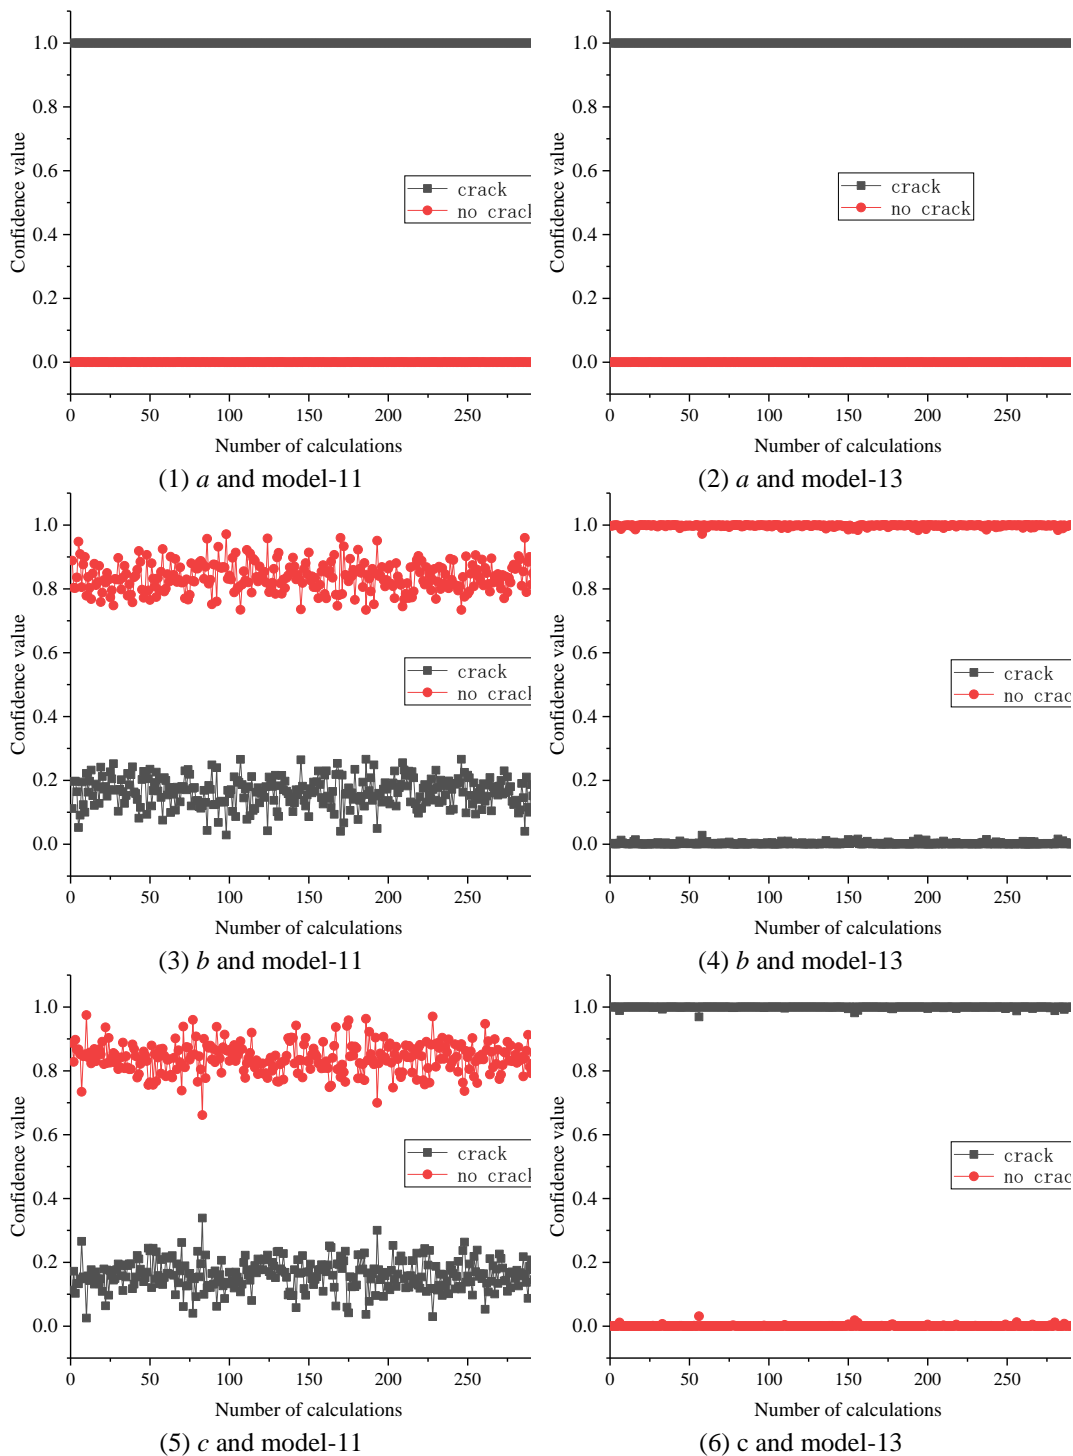 1.0
0.8
0.6
0.4
0.2
0.0
Confidence value
crack
no crack
0 50 100 150 200 250
Number of calculations
(1) a and model-11
1.0
0.8
0.6
0.4
0.2
0.0
Confidence value
crack
no crack
0 50 100 150 200 250
Number of calculations
(2) a and model-13
1.0
0.8
0.6
0.4
0.2
0.0
Confidence value
crack
no crack
0 50 100 150 200 250
Number of calculations
(3) b and model-11
1.0
0.8
0.6
0.4
0.2
0.0
Confidence value
crack
no crac
0 50 100 150 200 250
Number of calculations
(4) b and model-13
1.0
0.8
0.6
0.4
0.2
0.0
Confidence value
crack
no crack
0 50 100 150 200 250
Number of calculations
(5) c and model-11
1.0
0.8
0.6
0.4
0.2
0.0
Confidence value
crack
no crac
0 50 100 150 200 250
Number of calculations
(6) c and model-13